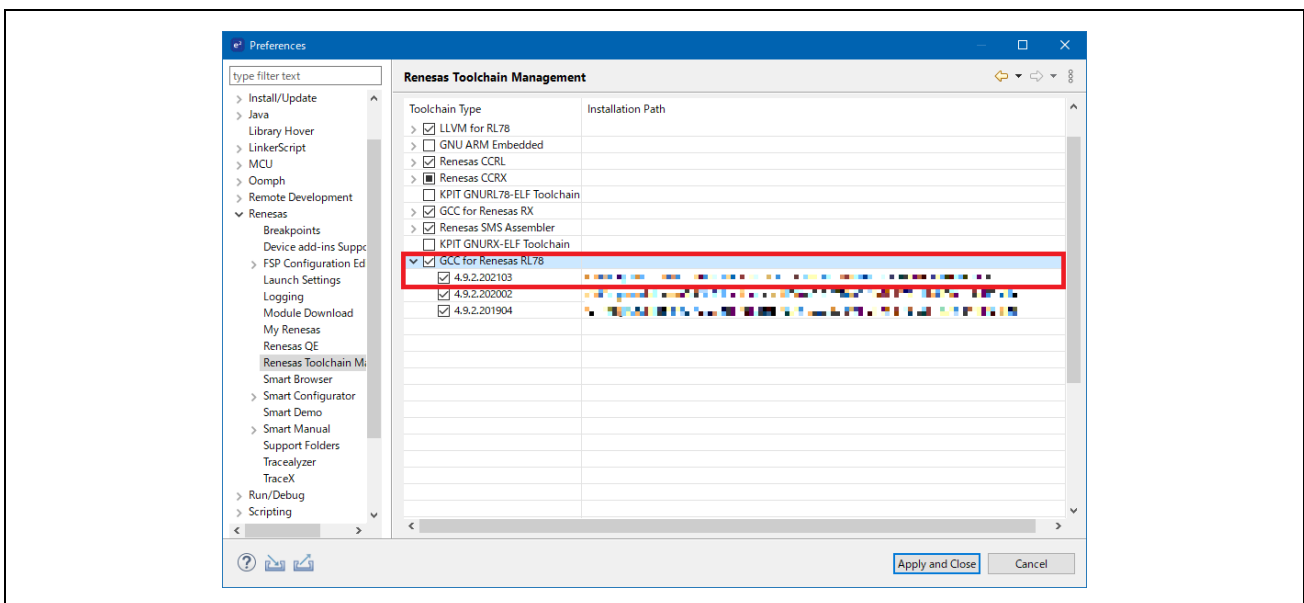 e² Preferences
type filter text
Install/Update
Java
Library Hover
LinkerScript
MCU
Oomph
Remote Development
Renesas
Breakpoints
Device add-ins Suppo
FSP Configuration Ed
Launch Settings
Logging
Module Download
My Renesas
Renesas QE
Renesas Toolchain Ma
Smart Browser
Smart Configurator
Smart Demo
Smart Manual
Support Folders
Tracealyzer
TraceX
Run/Debug
Scripting
Renesas Toolchain Management
Toolchain Type Installation Path
LLVM for RL78
GNU ARM Embedded
Renesas CCRL
Renesas CCRX
KPIT GNURL78-ELF Toolchain
GCC for Renesas RX
Renesas SMS Assembler
KPIT GNURX-ELF Toolchain
GCC for Renesas RL78
4.9.2.202103
4.9.2.202002
4.9.2.201904
Apply and Close Cancel